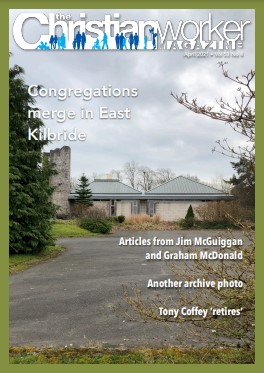 the
Christianworker
MAGAZINE
Congregations
merge in East
Kilbride
Articles from Jim McGuiggan
and Graham McDonald
Another archive photo
Tony Coffey 'retires'